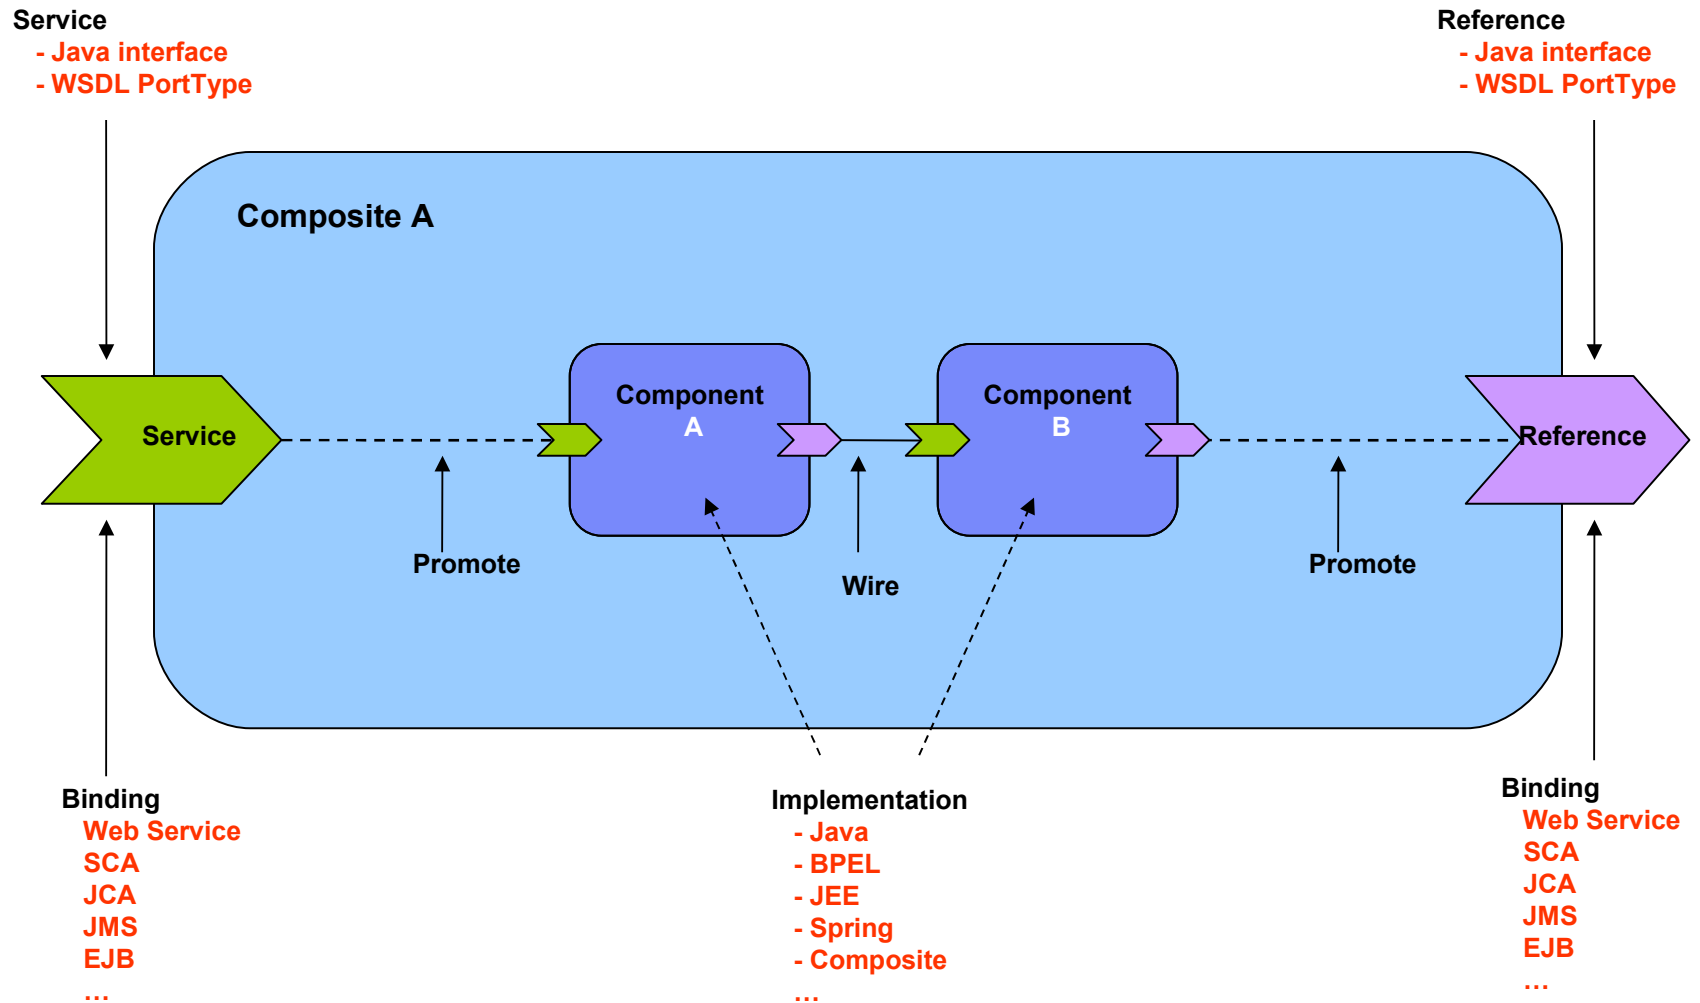 Service
- Java interface
- WSDL PortType
Reference
- Java interface
- WSDL PortType
Composite A
Service
Component
A
Component
B
Reference
Promote
Wire
Promote
Binding
Web Service
SCA
JCA
JMS
EJB
...
Implementation
- Java
- BPEL
- JEE
- Spring
- Composite
...
Binding
Web Service
SCA
JCA
JMS
EJB
...